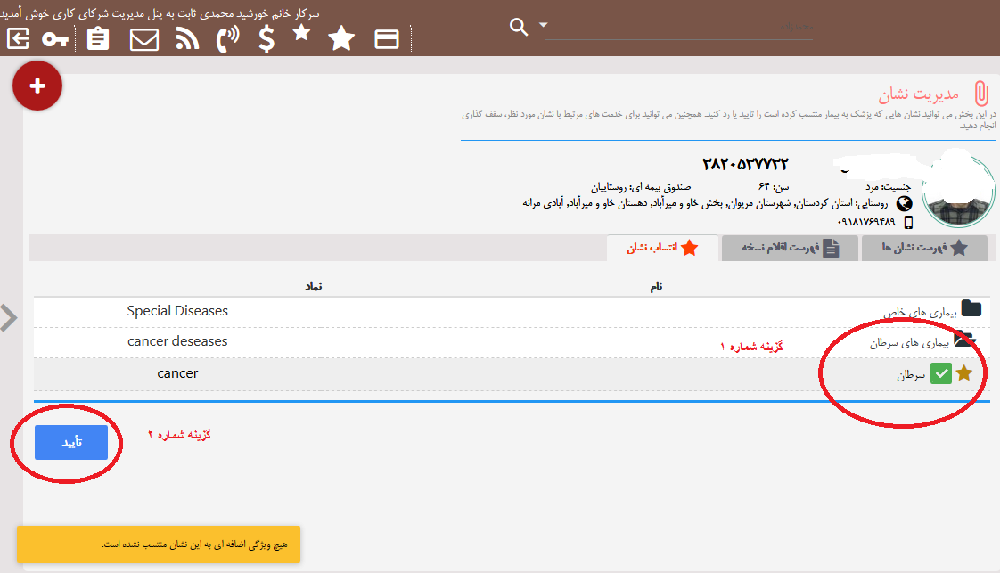 سرکار خانم خورشید محمدی ثابت به پنل مدیریت شرکای کاری خوش آمدید
مدیریت نشان
در این بخش می توانید نشان هایی که پزشک به بیمار منتسب کرده است را تایید یا رد کنید. همچنین می توانید برای خدمت های مرتبط با نشان مورد نظر، سقف گذاری
انجام دهید.
۳۸۲۰۵۳۷۷۳۲
جنسیت: مرد سن: ۶۴ صندوق بیمه ای: روستاییان
روستایی: استان کردستان, شهرستان مریوان, بخش خاو و میرآباد, دهستان خاو و میرآباد, آبادی مرانه
۰۹۱۸۱۷۶۹۴۸۹
فهرست نشان ها فهرست اقلام نسخه انتساب نشان
نام نماد
بیماری های خاص Special Diseases
بیماری های سرطان cancer deseases
گزینه شماره ۱
سرطان cancer
تأیید گزینه شماره ۲
هیچ ویژگی اضافه ای به این نشان منتسب نشده است.